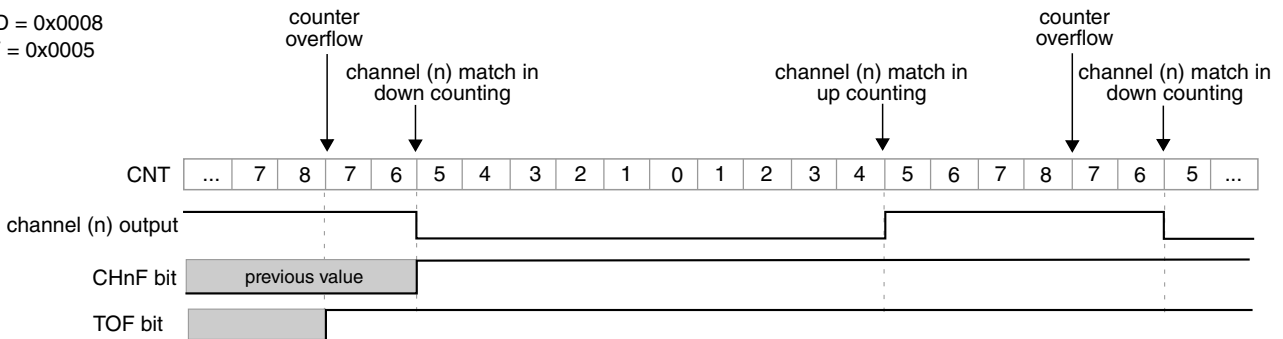 D = 0x0008
= 0x0005
counter
overflow
channel (n) match in
down counting
channel (n) match in
up counting
counter
overflow
channel (n) match in
down counting
CNT ... 7 8 7 6 5 4 3 2 1 0 1 2 3 4 5 6 7 8 7 6 5 ...
channel (n) output
CHnF bit previous value
TOF bit